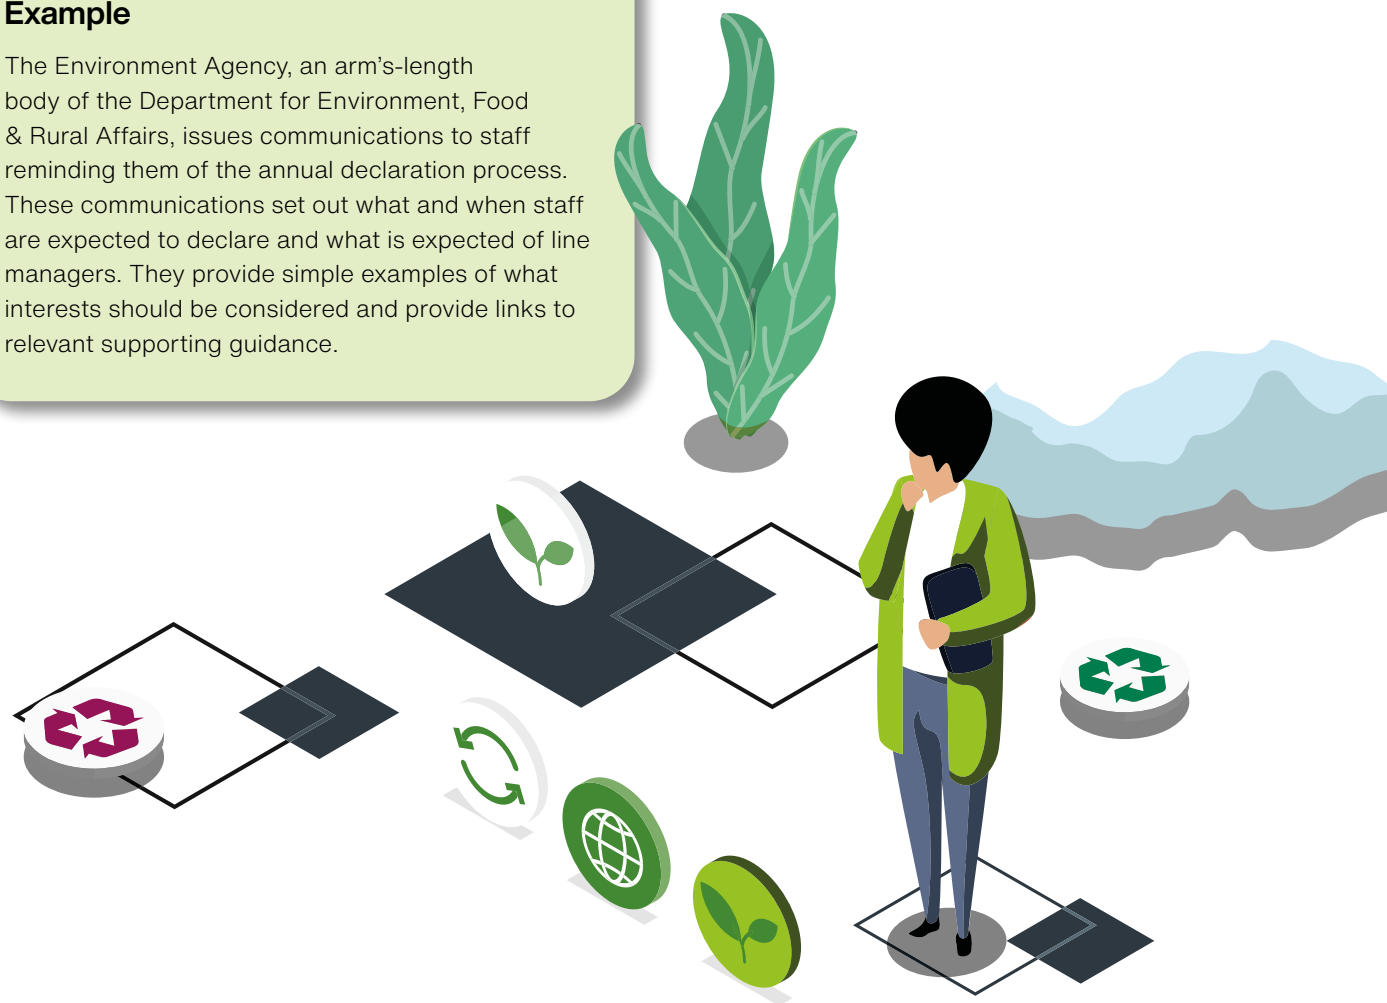 Example
The Environment Agency, an arm’s-length
body of the Department for Environment, Food
& Rural Affairs, issues communications to staff
reminding them of the annual declaration process.
These communications set out what and when staff
are expected to declare and what is expected of line
managers. They provide simple examples of what
interests should be considered and provide links to
relevant supporting guidance.